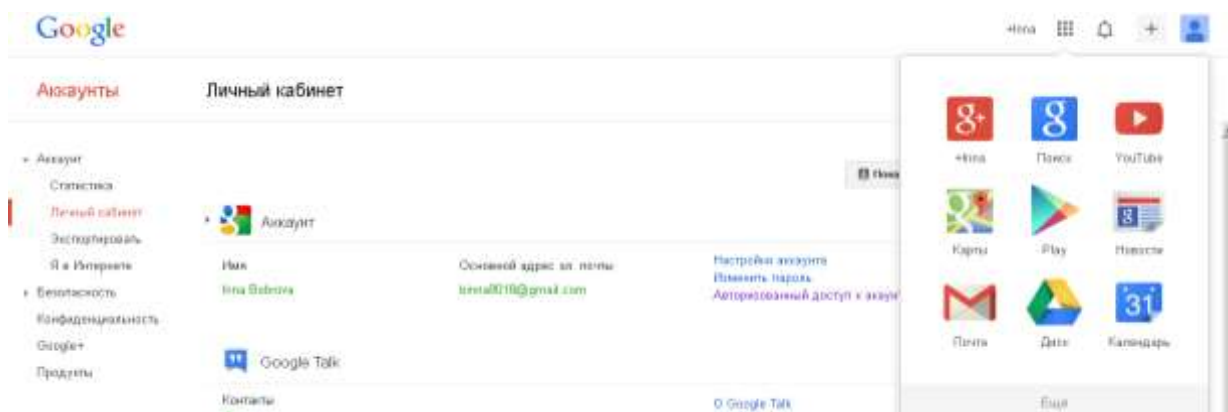 Google
+Irina
Аккаунты
Личный кабинет
Аккаунт
Статистика
Личный кабинет
Экспортировать
Я в Интернете
Безопасность
Конфиденциальность
Google+
Продукты
Аккаунт
Имя
Основной адрес эл. почты
Irina Bobrova
Настройки аккаунта
Изменить пароль
Авторизованный доступ к
Google Talk
Контакты
О Google Talk
+Irina
Поиск
YouTube
Карты
Play
Новости
Почта
Диск
31
Календарь
Ещё